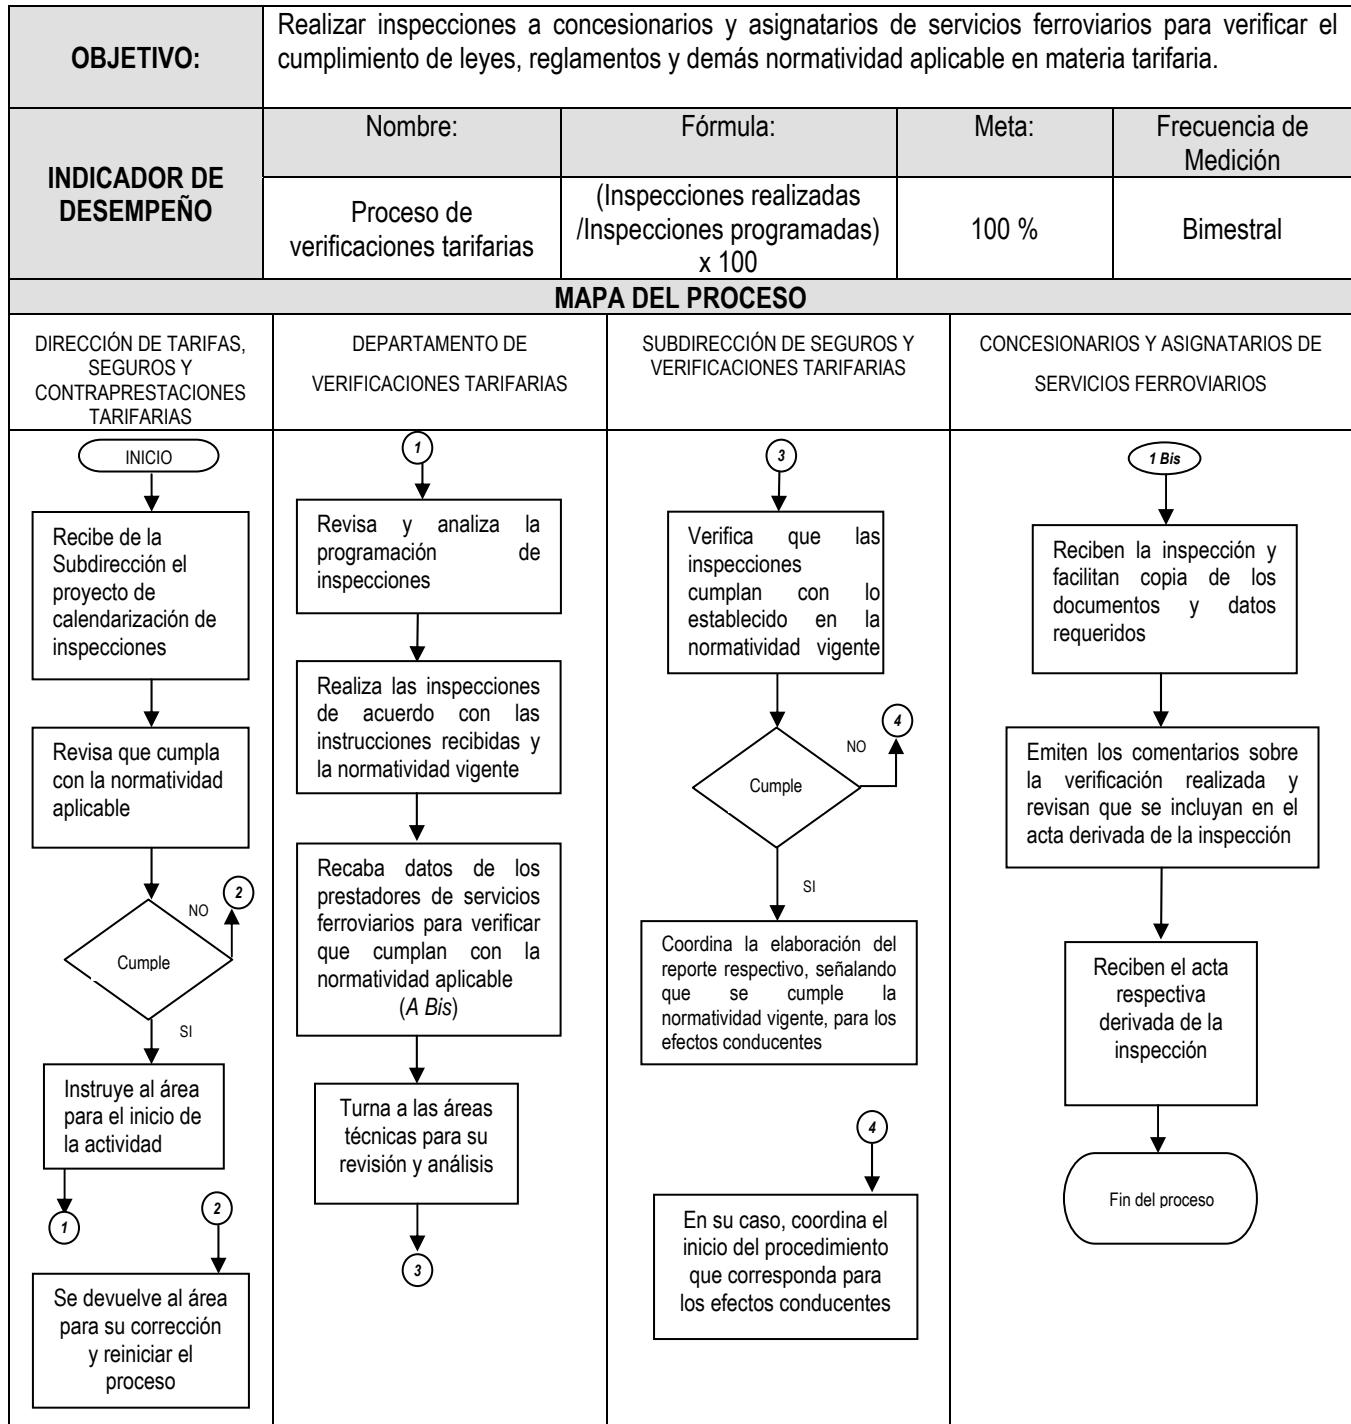 OBJETIVO:
Realizar inspecciones a concesionarios y asignatarios de servicios ferroviarios para verificar el
cumplimiento de leyes, reglamentos y demás normatividad aplicable en materia tarifaria.
INDICADOR DE
DESEMPEÑO
Nombre:
Fórmula:
Meta:
Frecuencia de
Medición
Proceso de
verificaciones tarifarias
(Inspecciones realizadas
/Inspecciones programadas)
x 100
100 %
Bimestral
MAPA DEL PROCESO
DIRECCIÓN DE TARIFAS,
SEGUROS Y
CONTRAPRESTACIONES
TARIFARIAS
DEPARTAMENTO DE
VERIFICACIONES TARIFARIAS
SUBDIRECCIÓN DE SEGUROS Y
VERIFICACIONES TARIFARIAS
CONCESIONARIOS Y ASIGNATARIOS DE
SERVICIOS FERROVIARIOS
INICIO
Recibe de la
Subdirección el
proyecto de
calendarización de
inspecciones
Revisa que cumpla
con la normatividad
aplicable
Cumple
NO
2
SI
Instruye al área
para el inicio de
la actividad
1
2
Se devuelve al área
para su corrección
y reiniciar el
proceso
1
Revisa y analiza la
programación de
inspecciones
Realiza las inspecciones
de acuerdo con las
instrucciones recibidas y
la normatividad vigente
Recaba datos de los
prestadores de servicios
ferroviarios para verificar
que cumplan con la
normatividad aplicable
(A Bis)
Turna a las áreas
técnicas para su
revisión y análisis
3
3
Verifica que las
inspecciones
cumplan con lo
establecido en la
normatividad vigente
Cumple
NO
4
SI
Coordina la elaboración del
reporte respectivo, señalando
que se cumple la
normatividad vigente, para los
efectos conducentes
4
En su caso, coordina el
inicio del procedimiento
que corresponda para
los efectos conducentes
1 Bis
Reciben la inspección y
facilitan copia de los
documentos y datos
requeridos
Emiten los comentarios sobre
la verificación realizada y
revisan que se incluyan en el
acta derivada de la inspección
Reciben el acta
respectiva
derivada de la
inspección
Fin del proceso